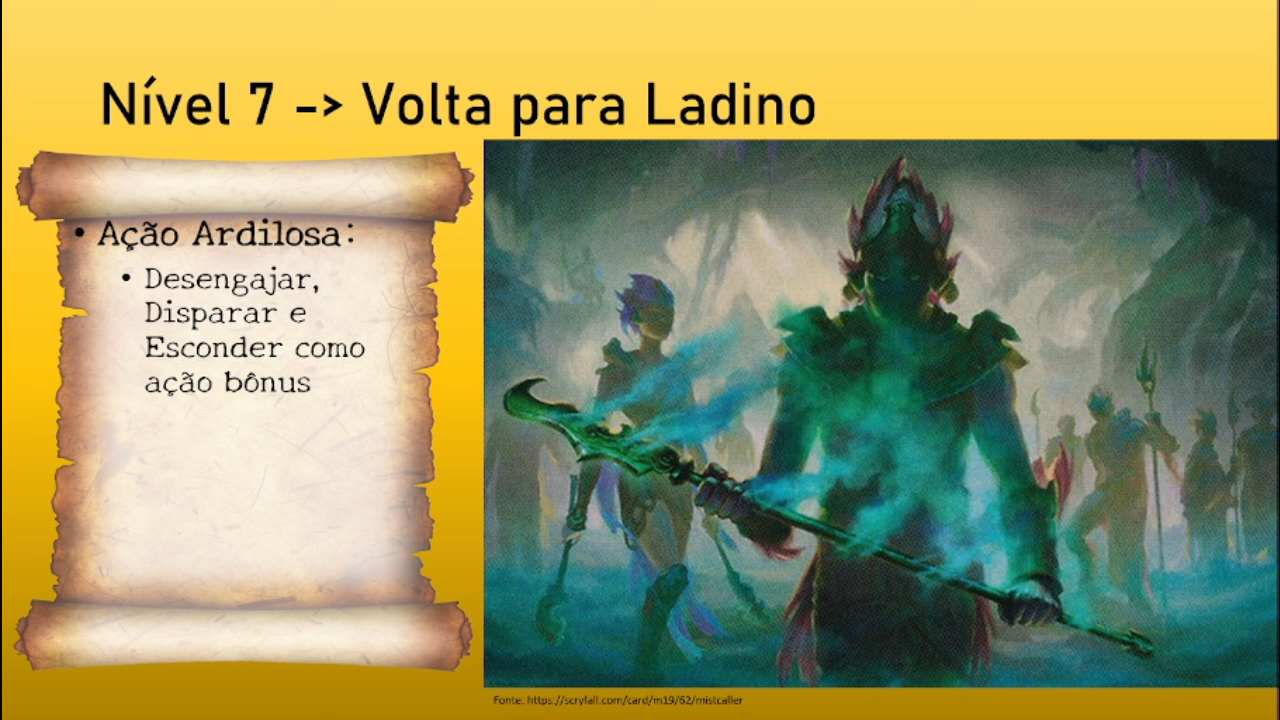 Nível 7 -> Volta para Ladino
• Ação Ardilosa:
• Desengajar,
Disparar e
Esconder como
ação bônus
Fonte: https://scryfall.com/card/m19/62/mistcaller